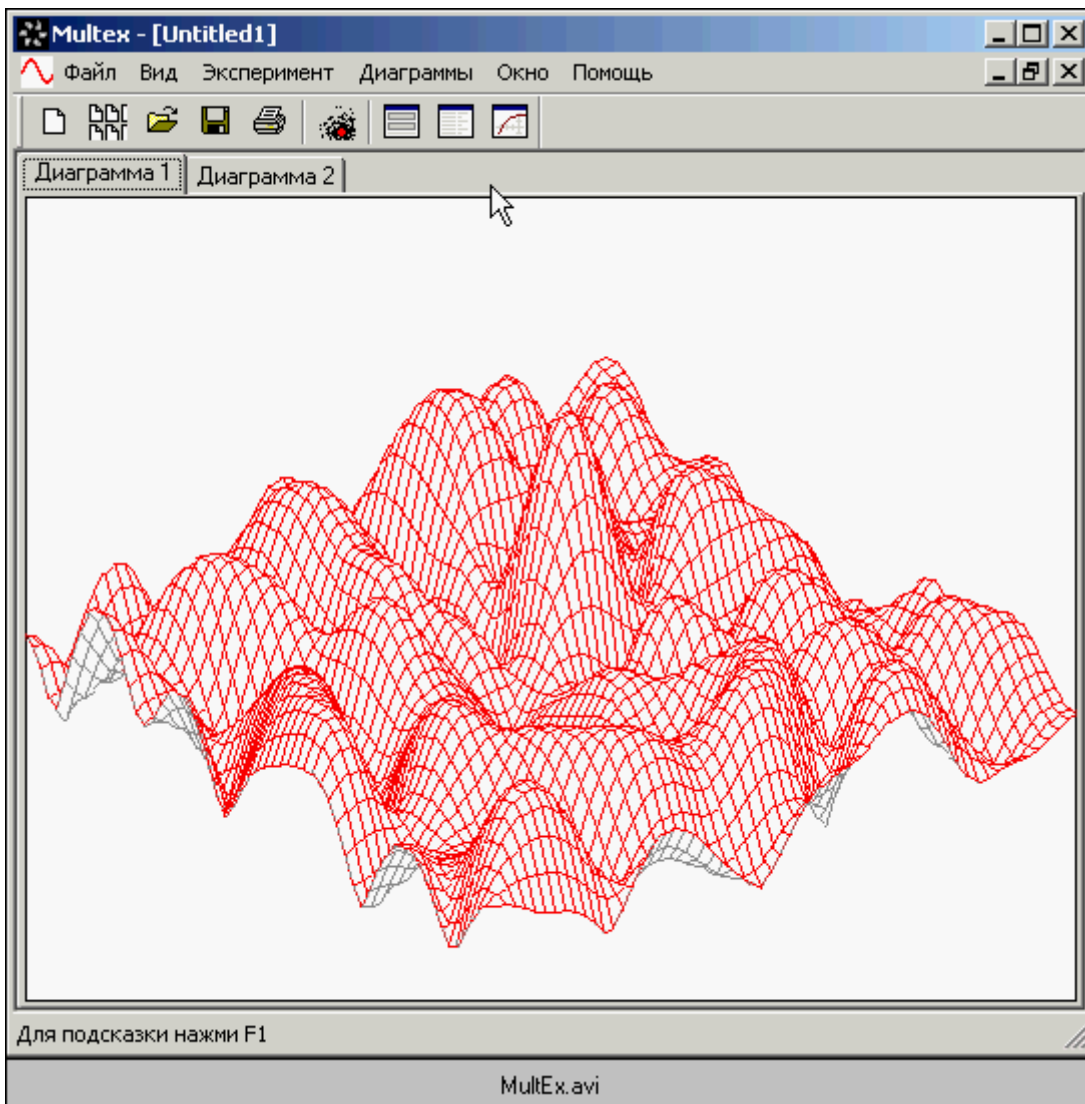 Multex - [Untitled1]
Файл Вид Эксперимент Диаграммы Окно Помощь
Диаграмма 1 Диаграмма 2
Для подсказки нажми F1
MultEx.avi